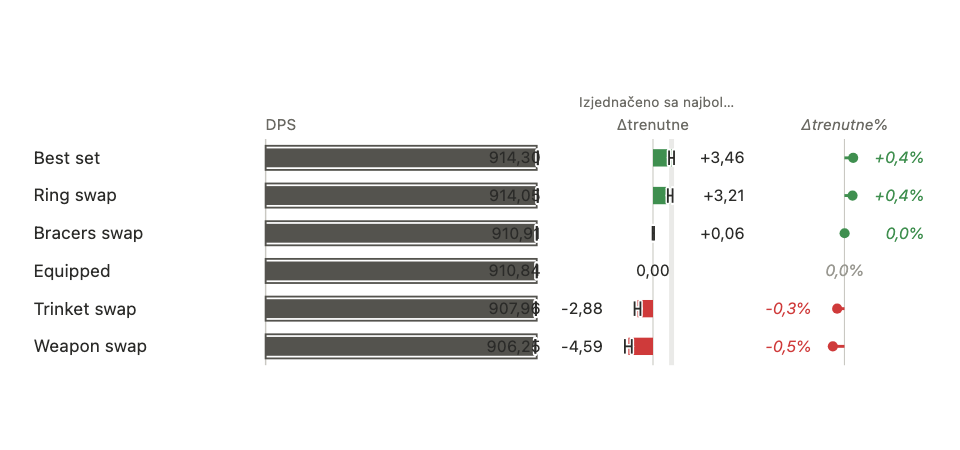 Izjednačeno sa najbol…
DPS Δtrenutne Δtrenutne%
Best set 914,30 +3,46 +0,4%
Ring swap 914,05 +3,21 +0,4%
Bracers swap 910,91 +0,06 0,0%
Equipped 910,84 0,00 0,0%
Trinket swap 907,96 -2,88 -0,3%
Weapon swap 906,25 -4,59 -0,5%